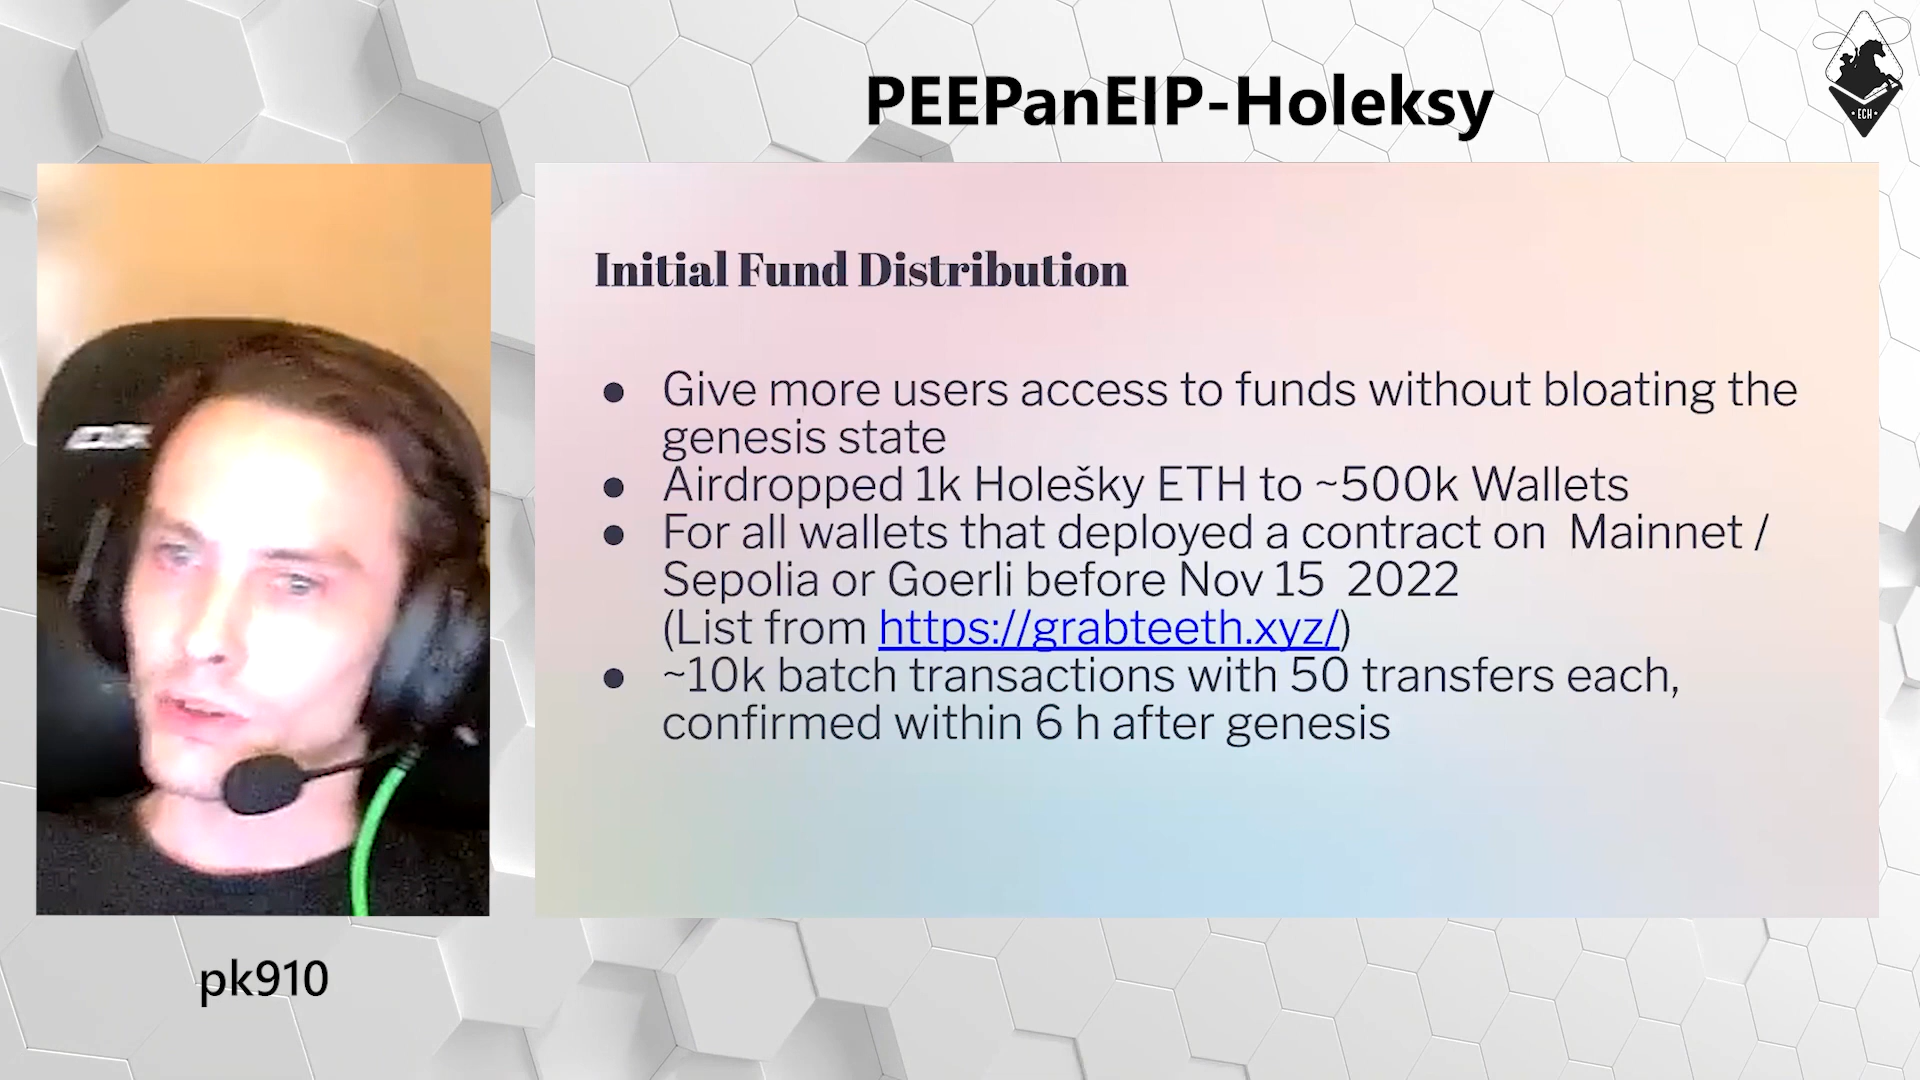 PEEPanEIP-Holeksy
ECH
Initial Fund Distribution
● Give more users access to funds without bloating the
genesis state
● Airdropped 1k Holešky ETH to ~500k Wallets
● For all wallets that deployed a contract on Mainnet /
Sepolia or Goerli before Nov 15 2022
(List from https://grabteeth.xyz/)
● ~10k batch transactions with 50 transfers each,
confirmed within 6 h after genesis
pk910